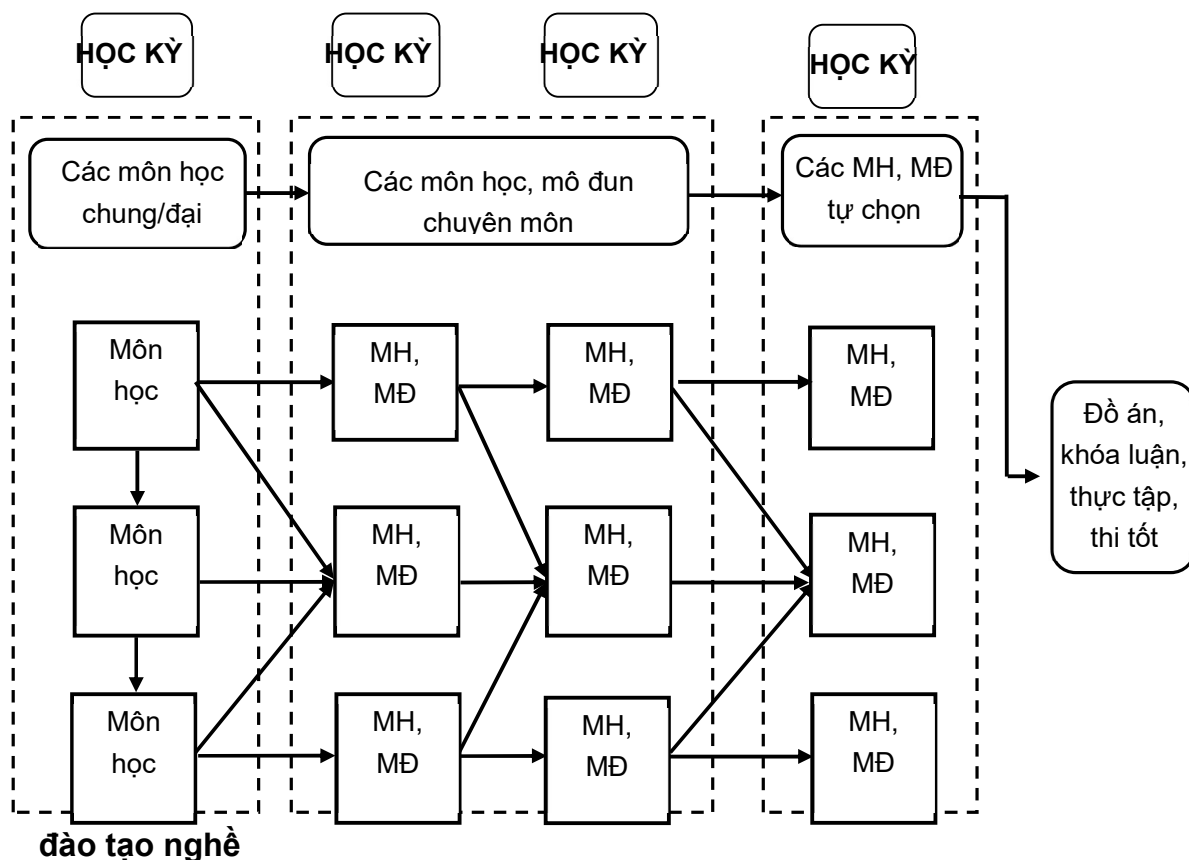 HỌC KỲ
HỌC KỲ
HỌC KỲ
HỌC KỲ
Các môn học
chung/đại
Các môn học, mô đun
chuyên môn
Các MH, MĐ
tự chọn
Môn
học
MH,
MĐ
MH,
MĐ
MH,
MĐ
Đồ án,
khóa luận,
thực tập,
thi tốt
Môn
học
MH,
MĐ
MH,
MĐ
MH,
MĐ
Môn
học
MH,
MĐ
MH,
MĐ
MH,
MĐ
đào tạo nghề